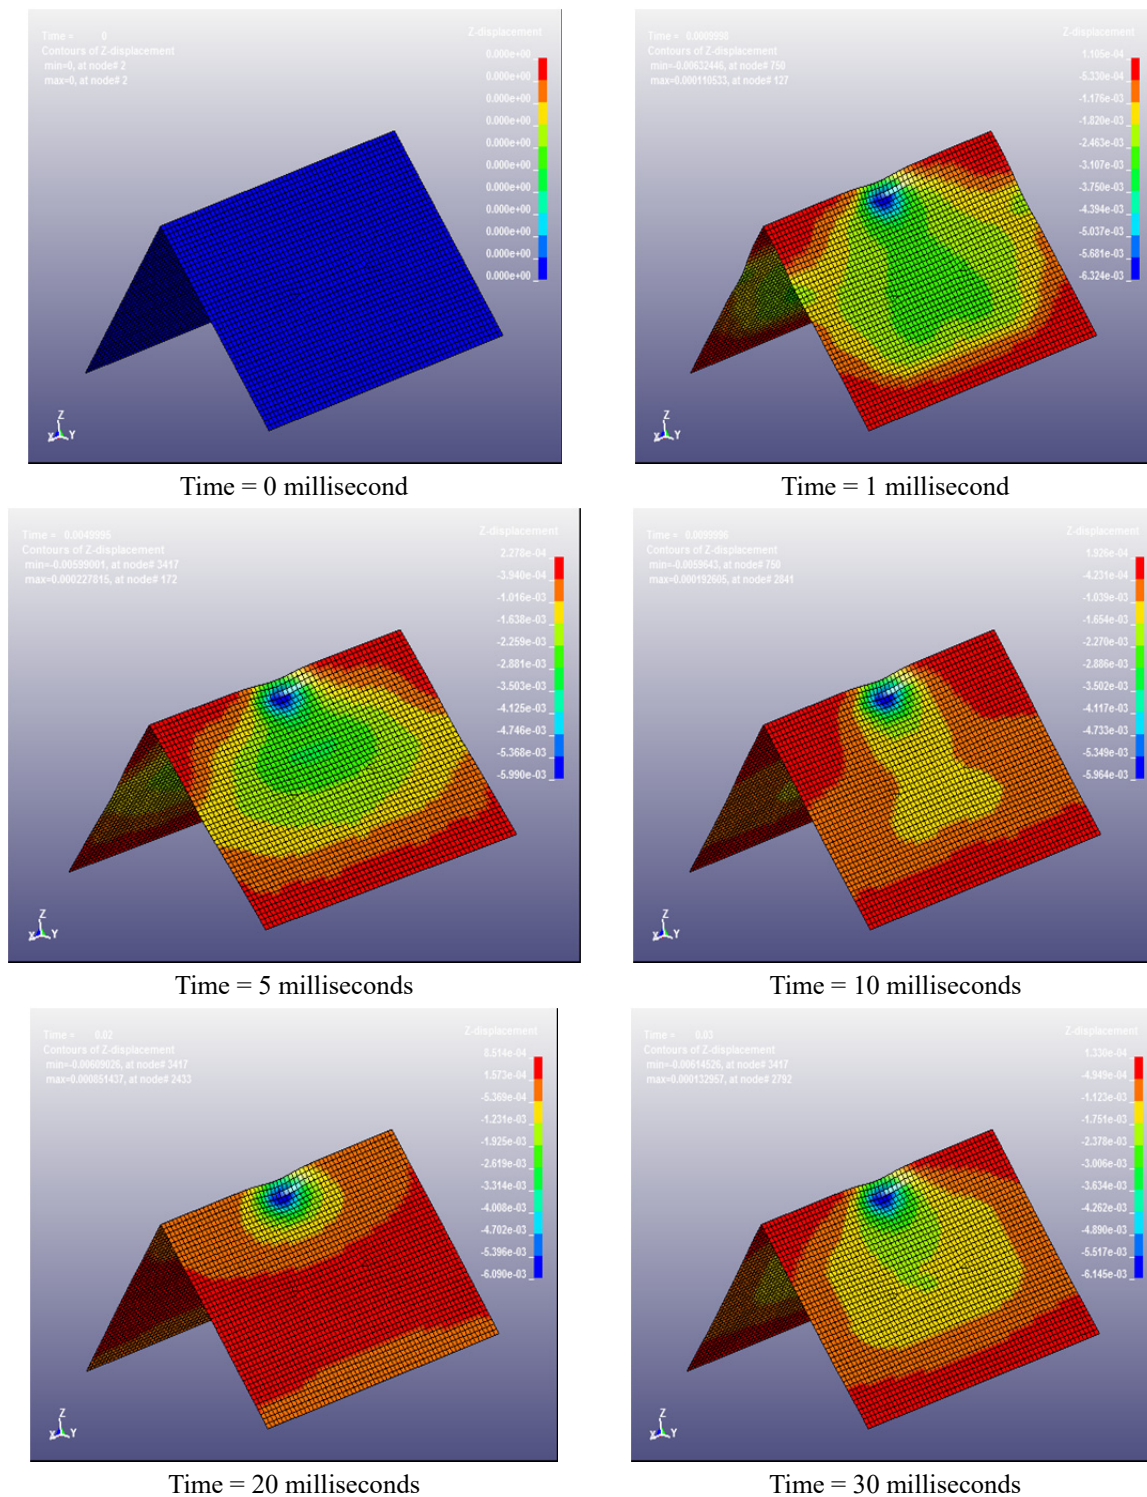 Time = 0
Contours of Z-displacement
min=0, at node# 2
max=0, at node# 2
Z-displacement
0.000e+00
0.000e+00
0.000e+00
0.000e+00
0.000e+00
0.000e+00
0.000e+00
0.000e+00
0.000e+00
0.000e+00
0.000e+00
Z
X
Y
Time = 0 millisecond
Time = 0.0009998
Contours of Z-displacement
min=-0.00632446, at node# 750
max=0.000110533, at node# 127
Z-displacement
1.105e-04
-5.330e-04
-1.176e-03
-1.820e-03
-2.463e-03
-3.107e-03
-3.750e-03
-4.394e-03
-5.037e-03
-5.681e-03
-6.324e-03
Z
X
Y
Time = 1 millisecond
Time = 0.0049995
Contours of Z-displacement
min=-0.00599001, at node# 3417
max=0.000227815, at node# 172
Z-displacement
2.278e-04
-3.940e-04
-1.016e-03
-1.638e-03
-2.259e-03
-2.881e-03
-3.503e-03
-4.125e-03
-4.746e-03
-5.368e-03
-5.990e-03
Z
X
Y
Time = 5 milliseconds
Time = 0.0099996
Contours of Z-displacement
min=-0.0059643, at node# 750
max=0.000192605, at node# 2841
Z-displacement
1.926e-04
-4.231e-04
-1.039e-03
-1.654e-03
-2.270e-03
-2.886e-03
-3.502e-03
-4.117e-03
-4.733e-03
-5.349e-03
-5.964e-03
Z
X
Y
Time = 10 milliseconds
Time = 0.02
Contours of Z-displacement
min=-0.00609026, at node# 3417
max=0.000851437, at node# 2433
Z-displacement
8.514e-04
1.573e-04
-5.369e-04
-1.231e-03
-1.925e-03
-2.619e-03
-3.314e-03
-4.008e-03
-4.702e-03
-5.396e-03
-6.090e-03
Z
X
Y
Time = 20 milliseconds
Time = 0.03
Contours of Z-displacement
min=-0.00614526, at node# 3417
max=0.000132957, at node# 2792
Z-displacement
1.330e-04
-4.949e-04
-1.123e-03
-1.751e-03
-2.378e-03
-3.006e-03
-3.634e-03
-4.262e-03
-4.890e-03
-5.517e-03
-6.145e-03
Z
X
Y
Time = 30 milliseconds